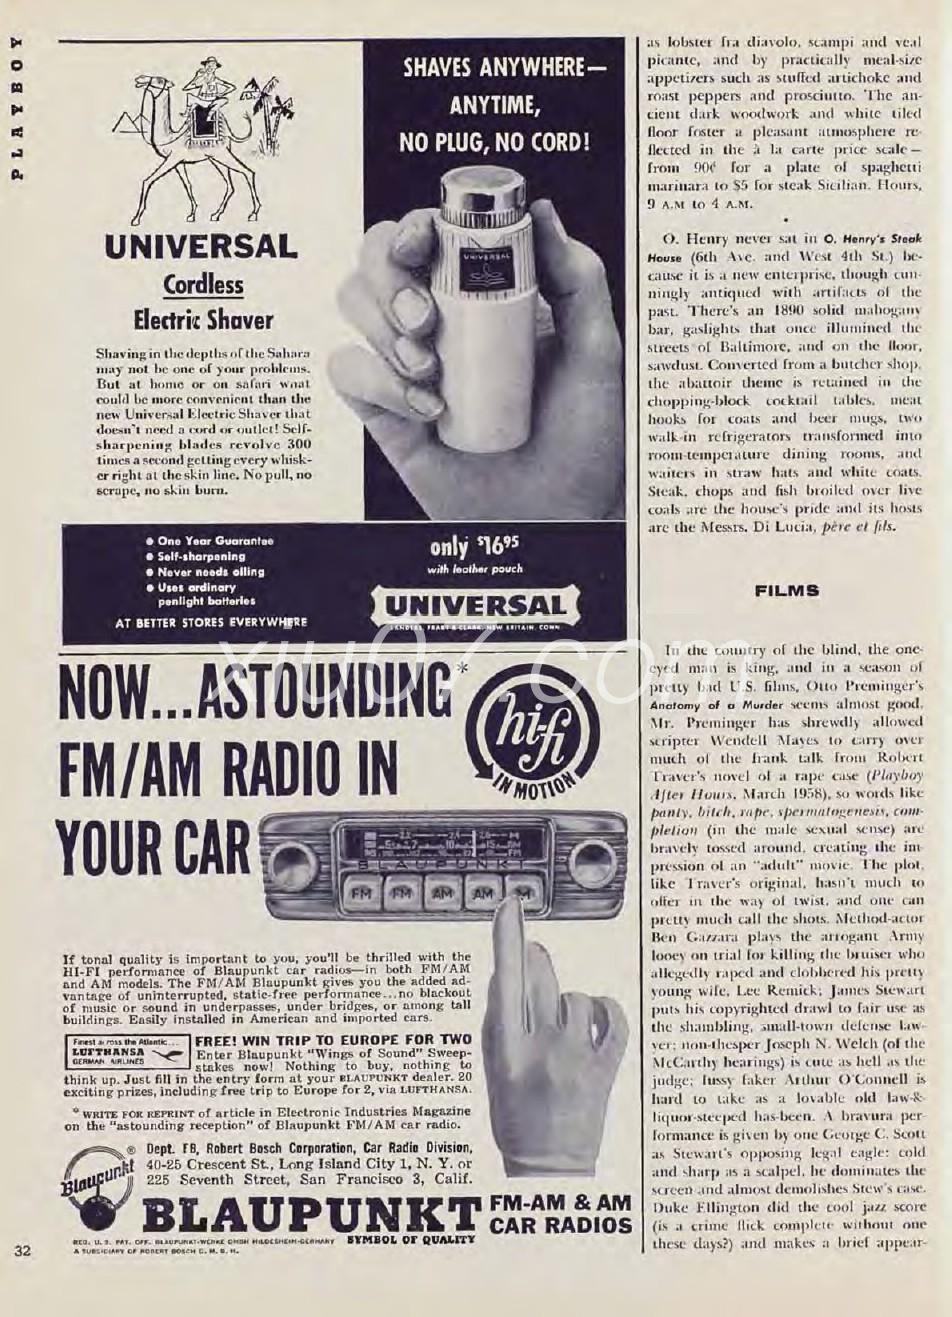 PLAYBOY
SHAVES ANYWHERE—
ANYTIME,
NO PLUG, NO CORD!
UNIVERSAL
UNIVERSAL
Cordless
Electric Shaver
Shaving in the depths of the Sahara
may not be one of your problems.
But at home or on safari what
could be more convenient than the
new Universal Electric Shaver that
doesn't need a cord or outlet! Self-
sharpening blades revolve 300
times a second getting every whisk-
er right at the skin line. No pull, no
scrape, no skin burn.
• One Year Guarantee
• Self-sharpening
• Never needs oiling
• Uses ordinary
penlight batteries
AT BETTER STORES EVERYWHERE
only $1695
with leather pouch
UNIVERSAL
LANDERS, FRARY & CLARK, NEW BRITAIN, CONN.
NOW...ASTOUNDING*
FM/AM RADIO IN
YOUR CAR
hi-fi
IN MOTION
BLAUPUNKT
FM FM AM AM M
If tonal quality is important to you, you'll be thrilled with the
HI-FI performance of Blaupunkt car radios—in both FM/AM
and AM models. The FM/AM Blaupunkt gives you the added ad-
vantage of uninterrupted, static-free performance...no blackout
of music or sound in underpasses, under bridges, or among tall
buildings. Easily installed in American and imported cars.
Finest across the Atlantic...
LUFTHANSA
GERMAN AIRLINES
FREE! WIN TRIP TO EUROPE FOR TWO
Enter Blaupunkt "Wings of Sound" Sweep-
stakes now! Nothing to buy, nothing to
think up. Just fill in the entry form at your BLAUPUNKT dealer. 20
exciting prizes, including free trip to Europe for 2, via LUFTHANSA.
* WRITE FOR REPRINT of article in Electronic Industries Magazine
on the "astounding reception" of Blaupunkt FM/AM car radio.
Blaupunkt ®
Dept. FB, Robert Bosch Corporation, Car Radio Division,
40-25 Crescent St., Long Island City 1, N. Y. or
225 Seventh Street, San Francisco 3, Calif.
BLAUPUNKT FM-AM & AM
CAR RADIOS
REG. U. S. PAT. OFF. BLAUPUNKT-WERKE GMBH HILDESHEIM-GERMANY SYMBOL OF QUALITY
A SUBSIDIARY OF ROBERT BOSCH G. M. B. H.
32
as lobster fra diavolo, scampi and veal
picante, and by practically meal-size
appetizers such as stuffed artichoke and
roast peppers and prosciutto. The an-
cient dark woodwork and white tiled
floor foster a pleasant atmosphere re-
flected in the à la carte price scale—
from 90¢ for a plate of spaghetti
marinara to $5 for steak Sicilian. Hours,
9 A.M to 4 A.M.
•
O. Henry never sat in O. Henry's Steak
House (6th Ave. and West 4th St.) be-
cause it is a new enterprise, though cun-
ningly antiqued with artifacts of the
past. There's an 1890 solid mahogany
bar, gaslights that once illumined the
streets of Baltimore, and on the floor,
sawdust. Converted from a butcher shop,
the abattoir theme is retained in the
chopping-block cocktail tables, meat
hooks for coats and beer mugs, two
walk-in refrigerators transformed into
room-temperature dining rooms, and
waiters in straw hats and white coats.
Steak, chops and fish broiled over live
coals are the house's pride and its hosts
are the Messrs. Di Lucia, père et fils.
FILMS
In the country of the blind, the one-
eyed man is king, and in a season of
pretty bad U.S. films, Otto Preminger's
Anatomy of a Murder seems almost good.
Mr. Preminger has shrewdly allowed
scripter Wendell Mayes to carry over
much of the frank talk from Robert
Traver's novel of a rape case (Playboy
After Hours, March 1958), so words like
panty, bitch, rape, spermatogenesis, com-
pletion (in the male sexual sense) are
bravely tossed around, creating the im-
pression of an "adult" movie. The plot,
like Traver's original, hasn't much to
offer in the way of twist, and one can
pretty much call the shots. Method-actor
Ben Gazzara plays the arrogant Army
looey on trial for killing the bruiser who
allegedly raped and clobbered his pretty
young wife, Lee Remick; James Stewart
puts his copyrighted drawl to fair use as
the shambling, small-town defense law-
yer; non-thesper Joseph N. Welch (of the
McCarthy hearings) is cute as hell as the
judge; fussy faker Arthur O'Connell is
hard to take as a lovable old law-&-
liquor-steeped has-been. A bravura per-
formance is given by one George C. Scott
as Stewart's opposing legal eagle: cold
and sharp as a scalpel, he dominates the
screen and almost demolishes Stew's case.
Duke Ellington did the cool jazz score
(is a crime flick complete without one
these days?) and makes a brief appear-
xiu07.com